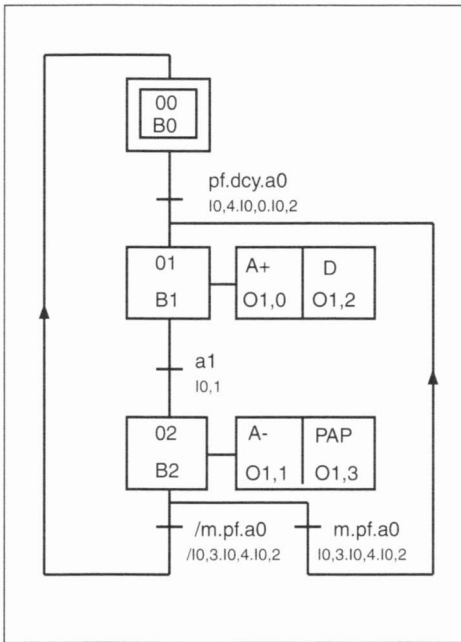 00
B0
pf.dcy.a0
I0,4.I0,0.I0,2
01
B1
A+ D
O1,0 O1,2
a1
I0,1
02
B2
A- PAP
O1,1 O1,3
/m.pf.a0
/I0,3.I0,4.I0,2
m.pf.a0
I0,3.I0,4.I0,2